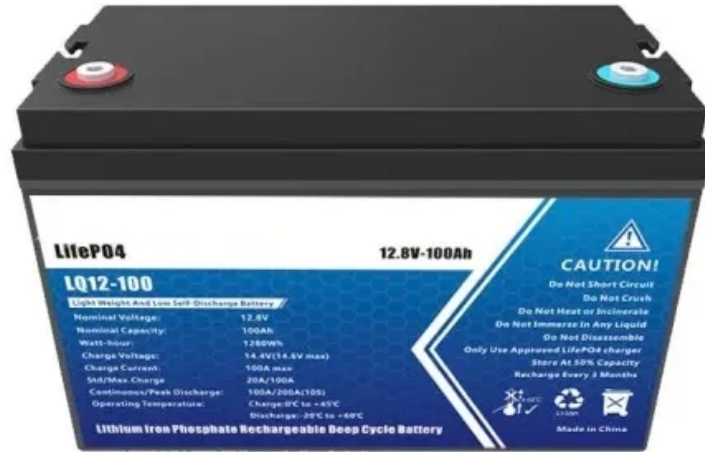 LifePO4
12.8V-100Ah
LQ12-100
Light Weight And Low Self-Discharge Battery
Nominal Voltage: 12.8V
Nominal Capacity: 100Ah
Watt-hour: 1280Wh
Charge Voltage: 14.4V(14.6V max)
Charge Current: 100A max
Std/Max.Charge 20A/100A
Continuous/Peak Discharge: 100A/200A(10S)
Operating Temperature: Charge:0℃ to +45℃
Discharge:-20℃ to +60℃
Lithium Iron Phosphate Rechargeable Deep Cycle Battery
CAUTION!
Do Not Short Circuit
Do Not Crush
Do Not Heat or Incinerate
Do Not Immerse In Any Liquid
Do Not Disassemble
Only Use Approved LifePO4 charger
Store At 50% Capacity
Recharge Every 3 Months
Li-ion
Made in China